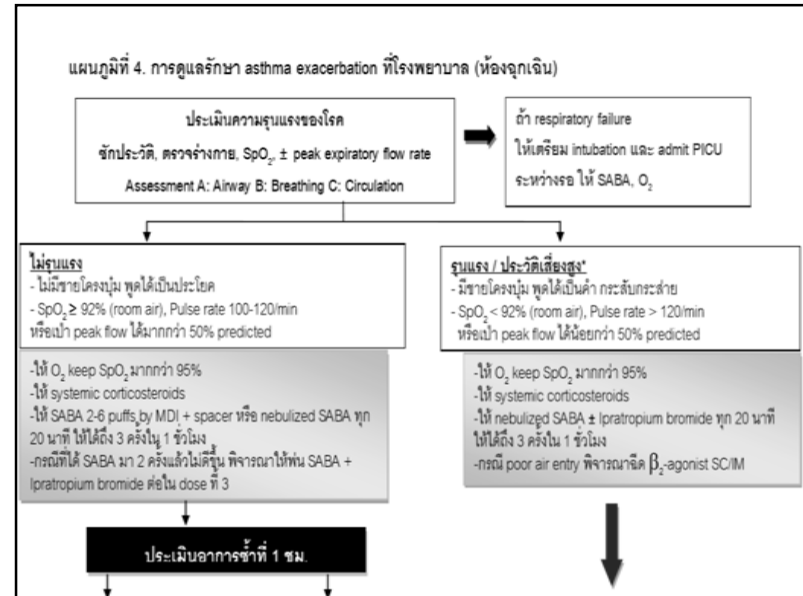 แผนภูมิที่ 4. การดูแลรักษา asthma exacerbation ที่โรงพยาบาล (ห้องฉุกเฉิน)
ประเมินความรุนแรงของโรค
ซักประวัติ, ตรวจร่างกาย, SpO₂, ± peak expiratory flow rate
Assessment A: Airway B: Breathing C: Circulation
ถ้า respiratory failure
ให้เตรียม intubation และ admit PICU
ระหว่างรอ ให้ SABA, O₂
ไม่รุนแรง
- ไม่มีชายโครงบุ๋ม พูดได้เป็นประโยค
- SpO₂ ≥ 92% (room air), Pulse rate 100-120/min
หรือเป่า peak flow ได้มากกว่า 50% predicted
-ให้ O₂ keep SpO₂ มากกว่า 95%
-ให้ systemic corticosteroids
-ให้ SABA 2-6 puffs by MDI + spacer หรือ nebulized SABA ทุก
20 นาที ให้ได้ถึง 3 ครั้งใน 1 ชั่วโมง
-กรณีที่ได้ SABA มา 2 ครั้งแล้วไม่ดีขึ้น พิจารณาให้พ่น SABA +
Ipratropium bromide ต่อใน dose ที่ 3
ประเมินอาการซ้ำที่ 1 ชม.
รุนแรง / ประวัติเสี่ยงสูง*
- มีชายโครงบุ๋ม พูดได้เป็นคำ กระสับกระส่าย
- SpO₂ < 92% (room air), Pulse rate > 120/min
หรือเป่า peak flow ได้น้อยกว่า 50% predicted
-ให้ O₂ keep SpO₂ มากกว่า 95%
-ให้ systemic corticosteroids
-ให้ nebulized SABA ± Ipratropium bromide ทุก 20 นาที
ให้ได้ถึง 3 ครั้งใน 1 ชั่วโมง
-กรณี poor air entry พิจารณาฉีด β₂-agonist SC/IM